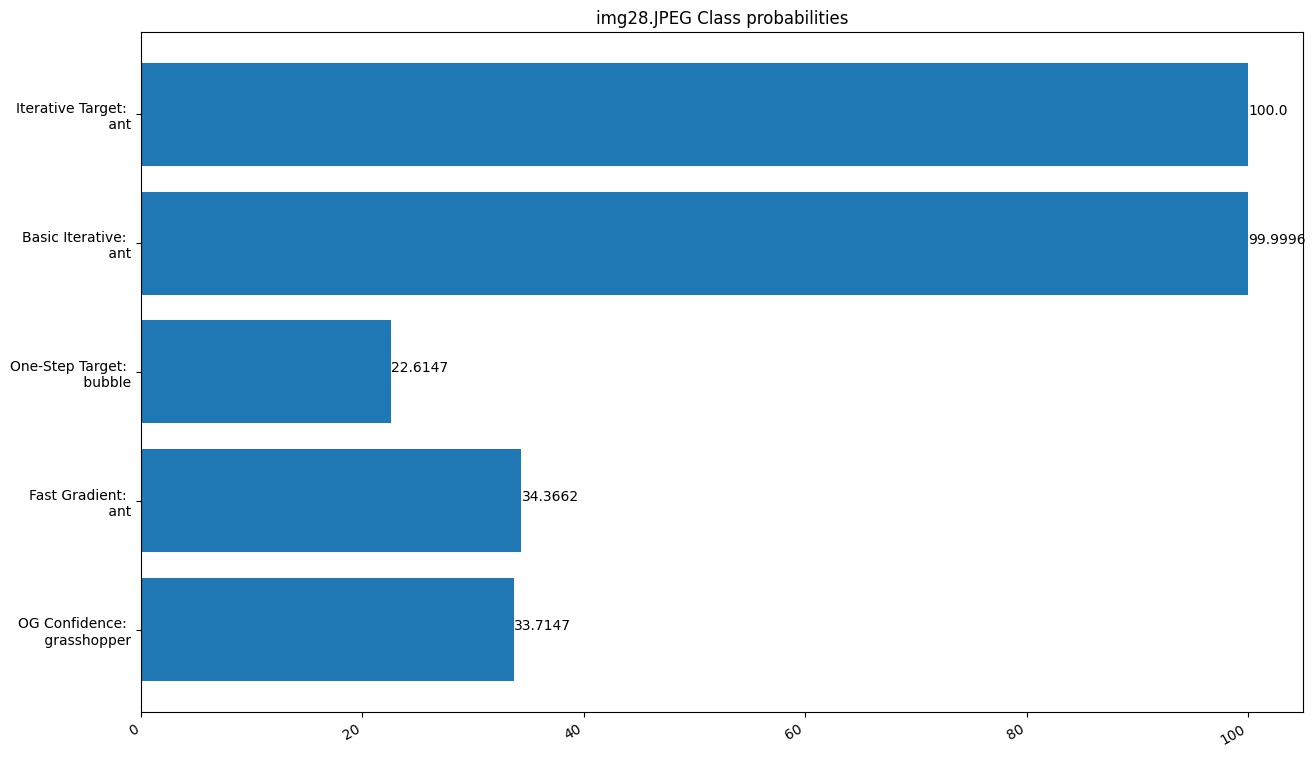 img28.JPEG Class probabilities
Iterative Target:
ant
100.0
Basic Iterative:
ant
99.9996
One-Step Target:
bubble
22.6147
Fast Gradient:
ant
34.3662
OG Confidence:
grasshopper
33.7147
0
20
40
60
80
100